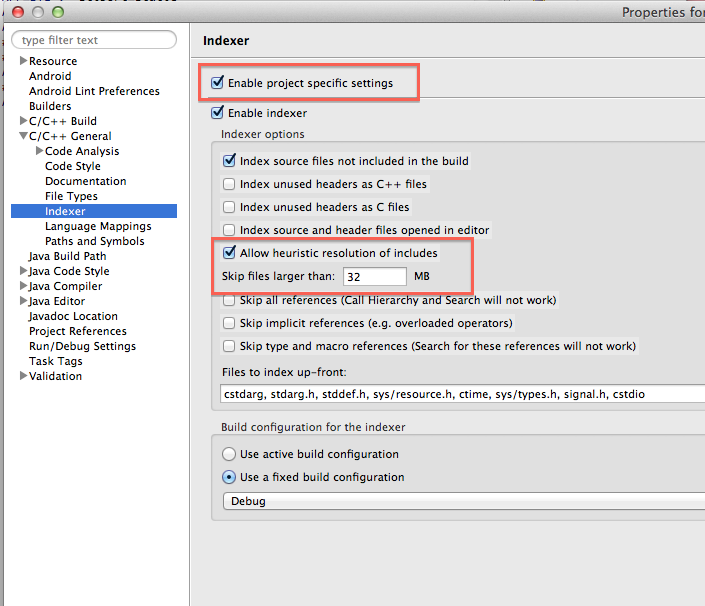 Properties for
type filter text
Resource
Android
Android Lint Preferences
Builders
C/C++ Build
C/C++ General
Code Analysis
Code Style
Documentation
File Types
Indexer
Language Mappings
Paths and Symbols
Java Build Path
Java Code Style
Java Compiler
Java Editor
Javadoc Location
Project References
Run/Debug Settings
Task Tags
Validation
Indexer
Enable project specific settings
Enable indexer
Indexer options
Index source files not included in the build
Index unused headers as C++ files
Index unused headers as C files
Index source and header files opened in editor
Allow heuristic resolution of includes
Skip files larger than: 32 MB
Skip all references (Call Hierarchy and Search will not work)
Skip implicit references (e.g. overloaded operators)
Skip type and macro references (Search for these references will not work)
Files to index up-front:
cstdarg, stdarg.h, stddef.h, sys/resource.h, ctime, sys/types.h, signal.h, cstdio
Build configuration for the indexer
Use active build configuration
Use a fixed build configuration
Debug